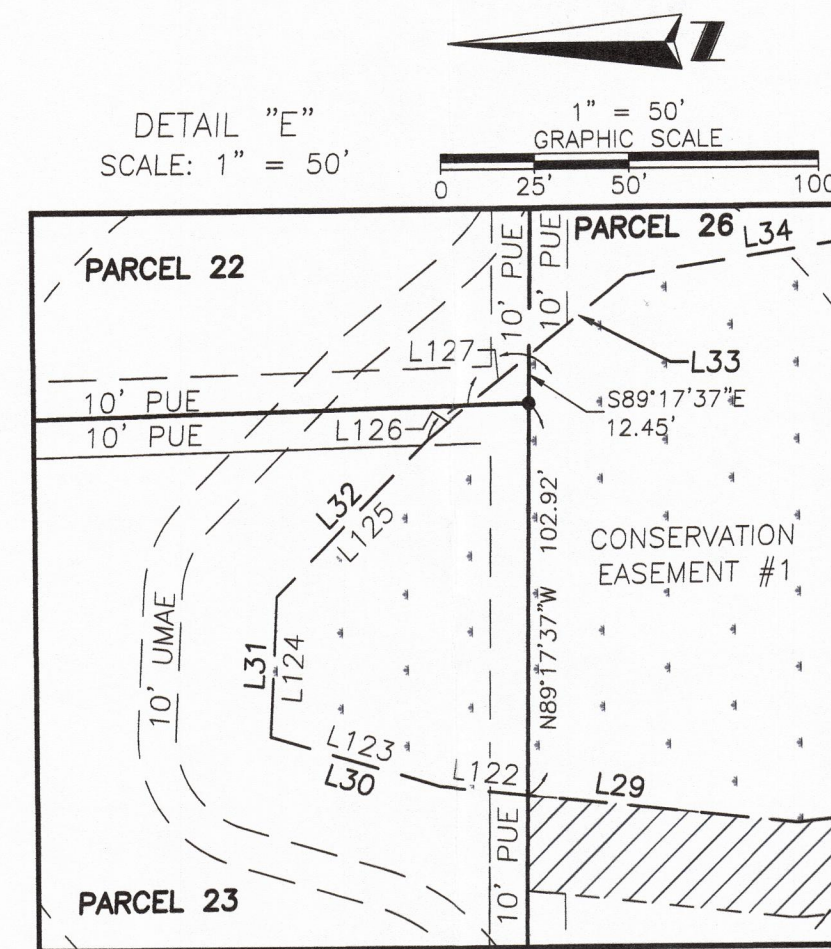 N
DETAIL "E"
SCALE: 1" = 50'
1" = 50'
GRAPHIC SCALE
0 25' 50' 100
PARCEL 22
10' PUE
10' PUE
PARCEL 26
L34
L127
L33
S89°17'37"E
12.45'
10' PUE
10' PUE
L126
L32
L125
102.92'
N89°17'37"W
CONSERVATION
EASEMENT #1
10' UMAE
L31
L124
L123
L30
L122
L29
10' PUE
PARCEL 23